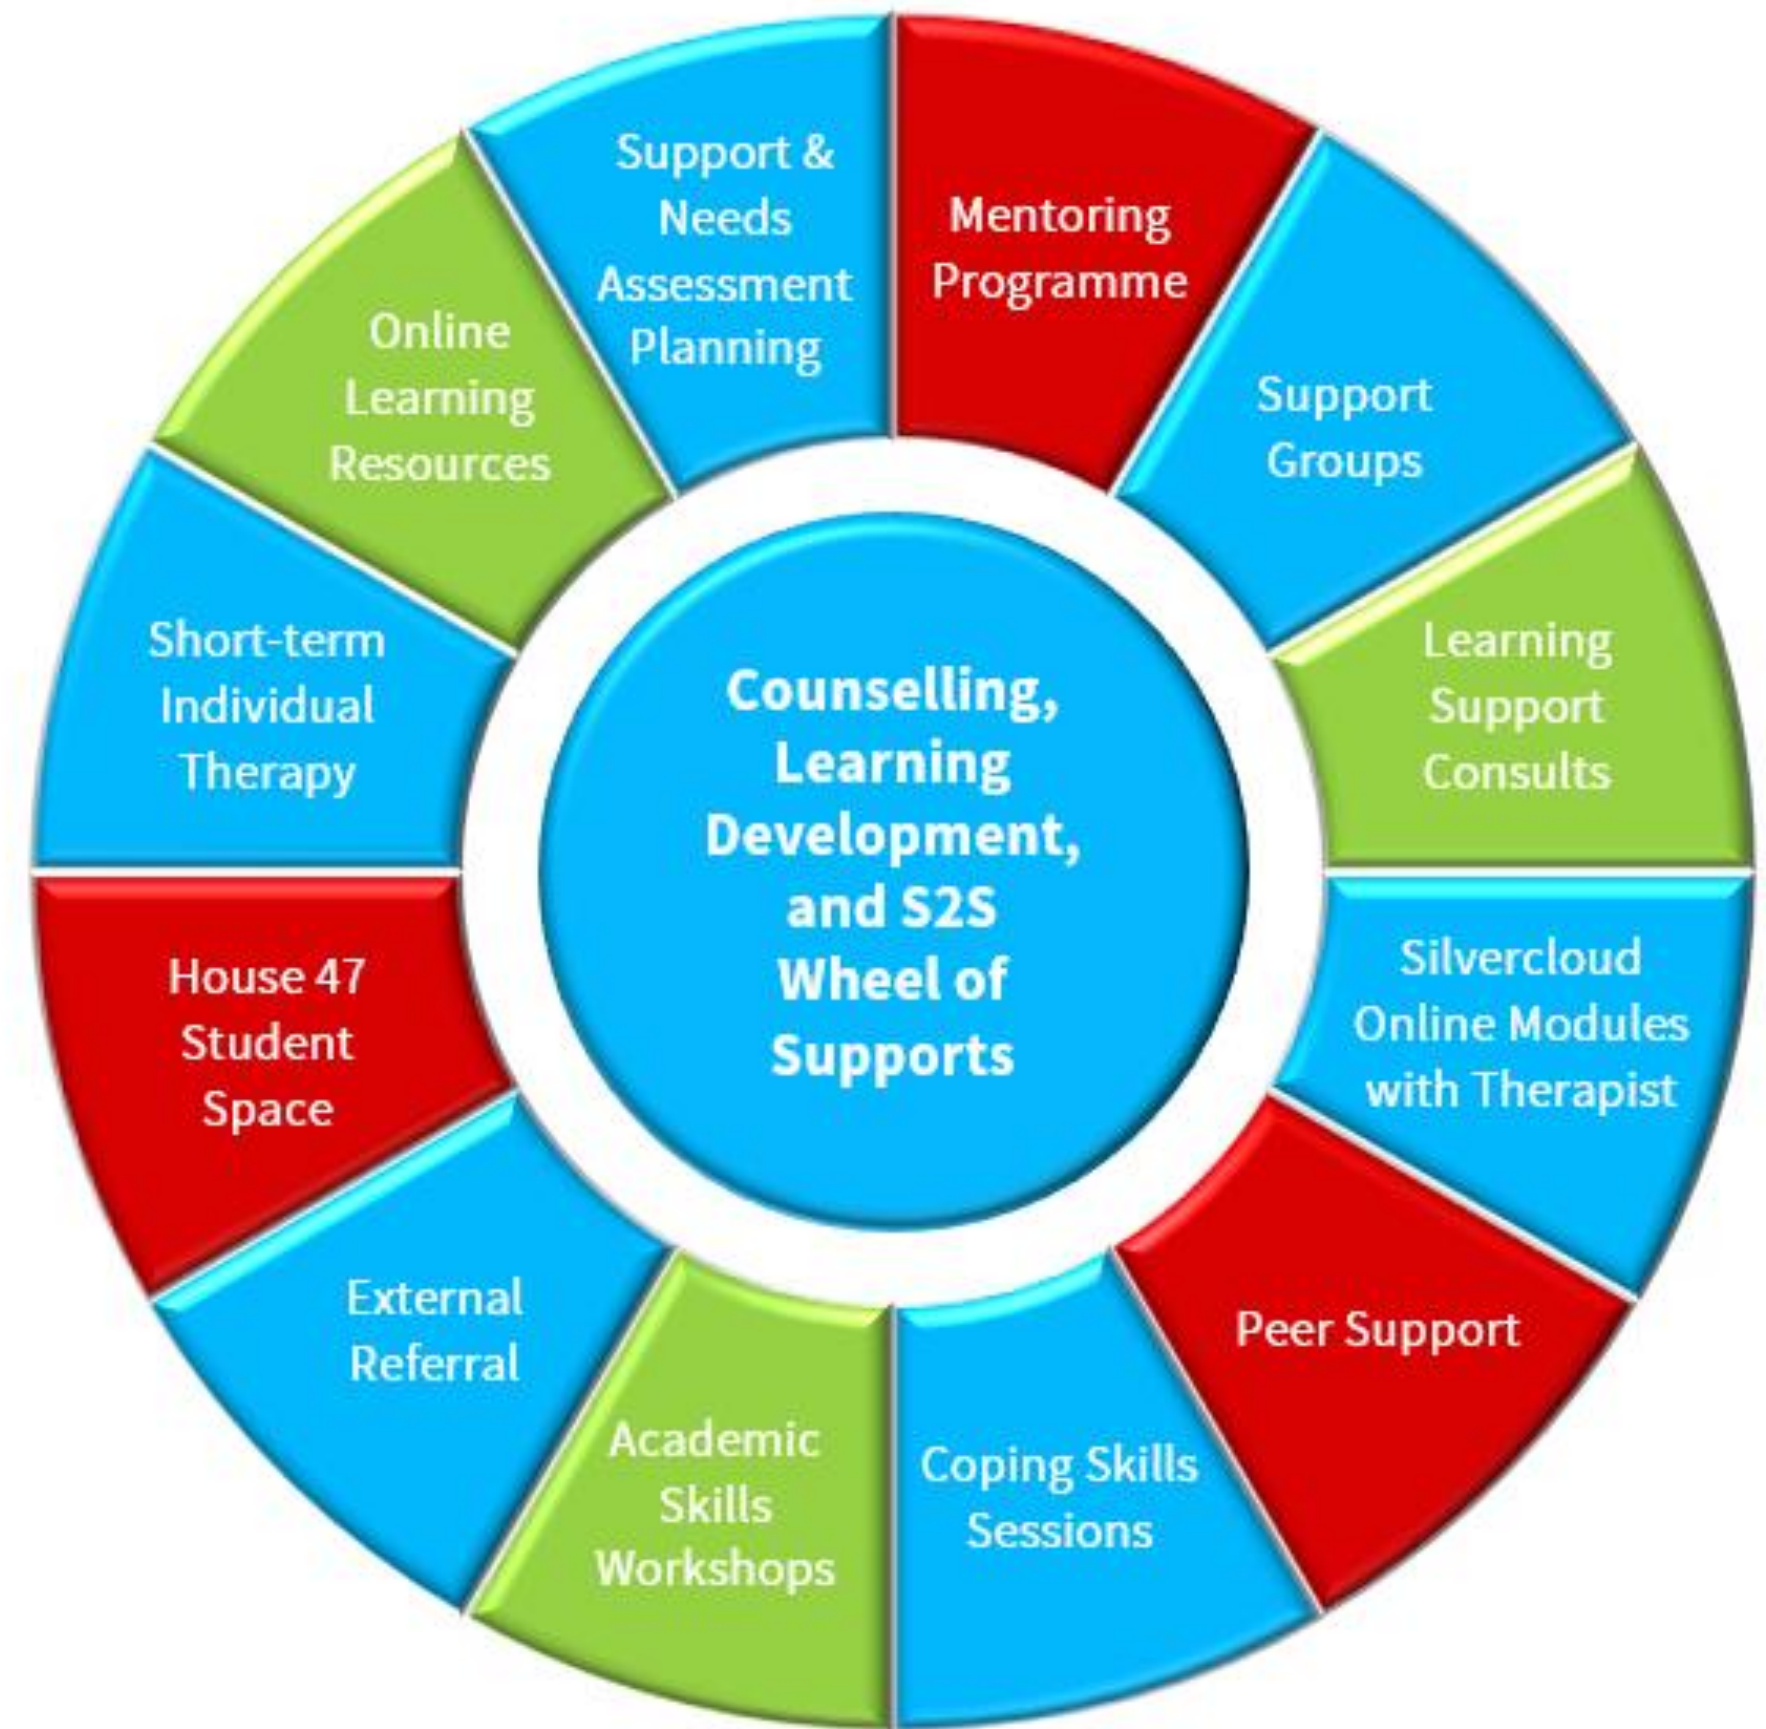 Support &
Needs
Assessment
Planning
Mentoring
Programme
Support
Groups
Learning
Support
Consults
Silvercloud
Online Modules
with Therapist
Peer Support
Coping Skills
Sessions
Academic
Skills
Workshops
External
Referral
House 47
Student
Space
Short-term
Individual
Therapy
Online
Learning
Resources
Counselling,
Learning
Development,
and S2S
Wheel of
Supports